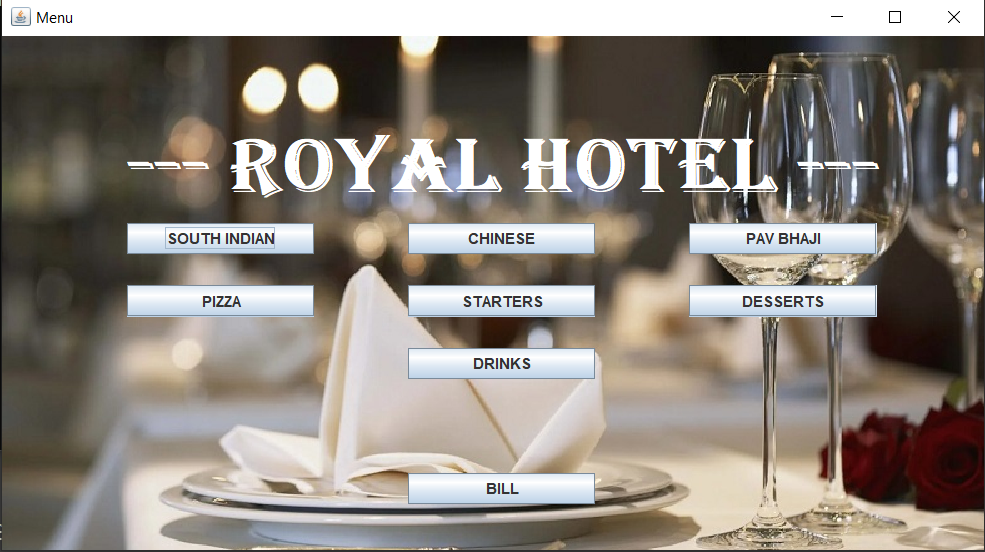 Menu
--- ROYAL HOTEL ---
SOUTH INDIAN
CHINESE
PAV BHAJI
PIZZA
STARTERS
DESSERTS
DRINKS
BILL